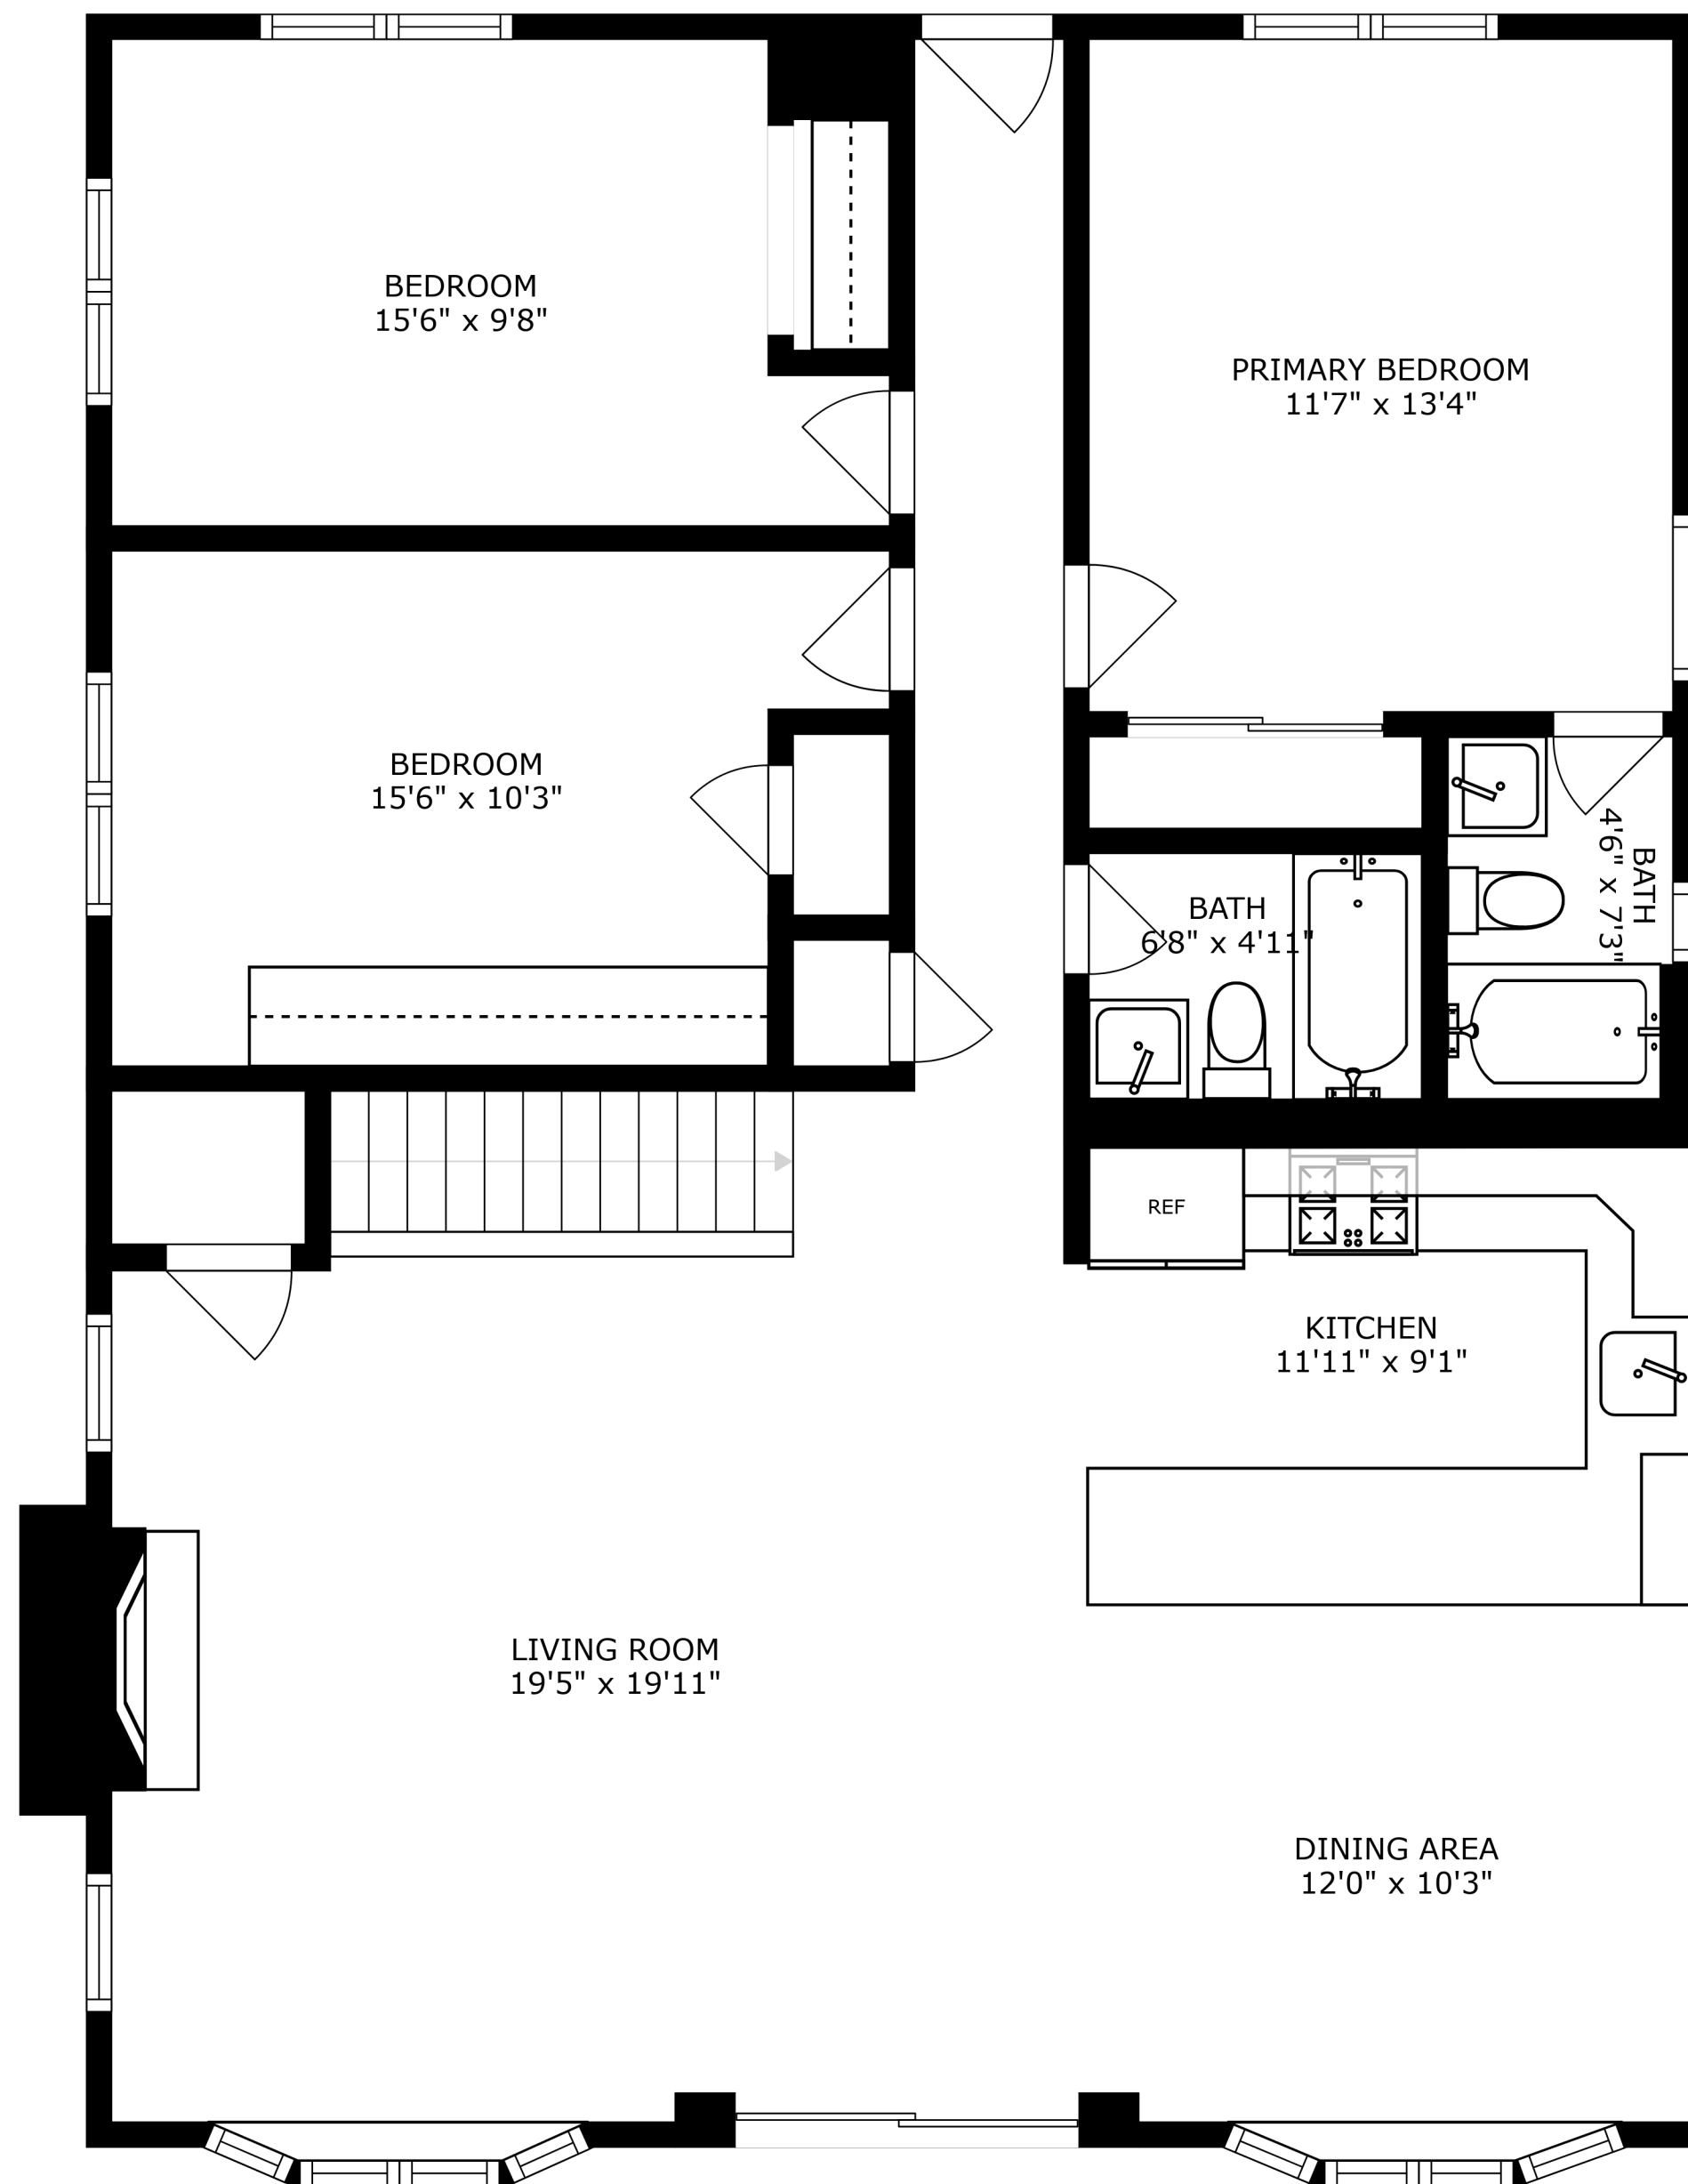 BEDROOM
15'6" x 9'8"
PRIMARY BEDROOM
11'7" x 13'4"
BEDROOM
15'6" x 10'3"
BATH
6'8" x 4'11"
BATH
4'6" x 7'3"
REF
KITCHEN
11'11" x 9'1"
LIVING ROOM
19'5" x 19'11"
DINING AREA
12'0" x 10'3"